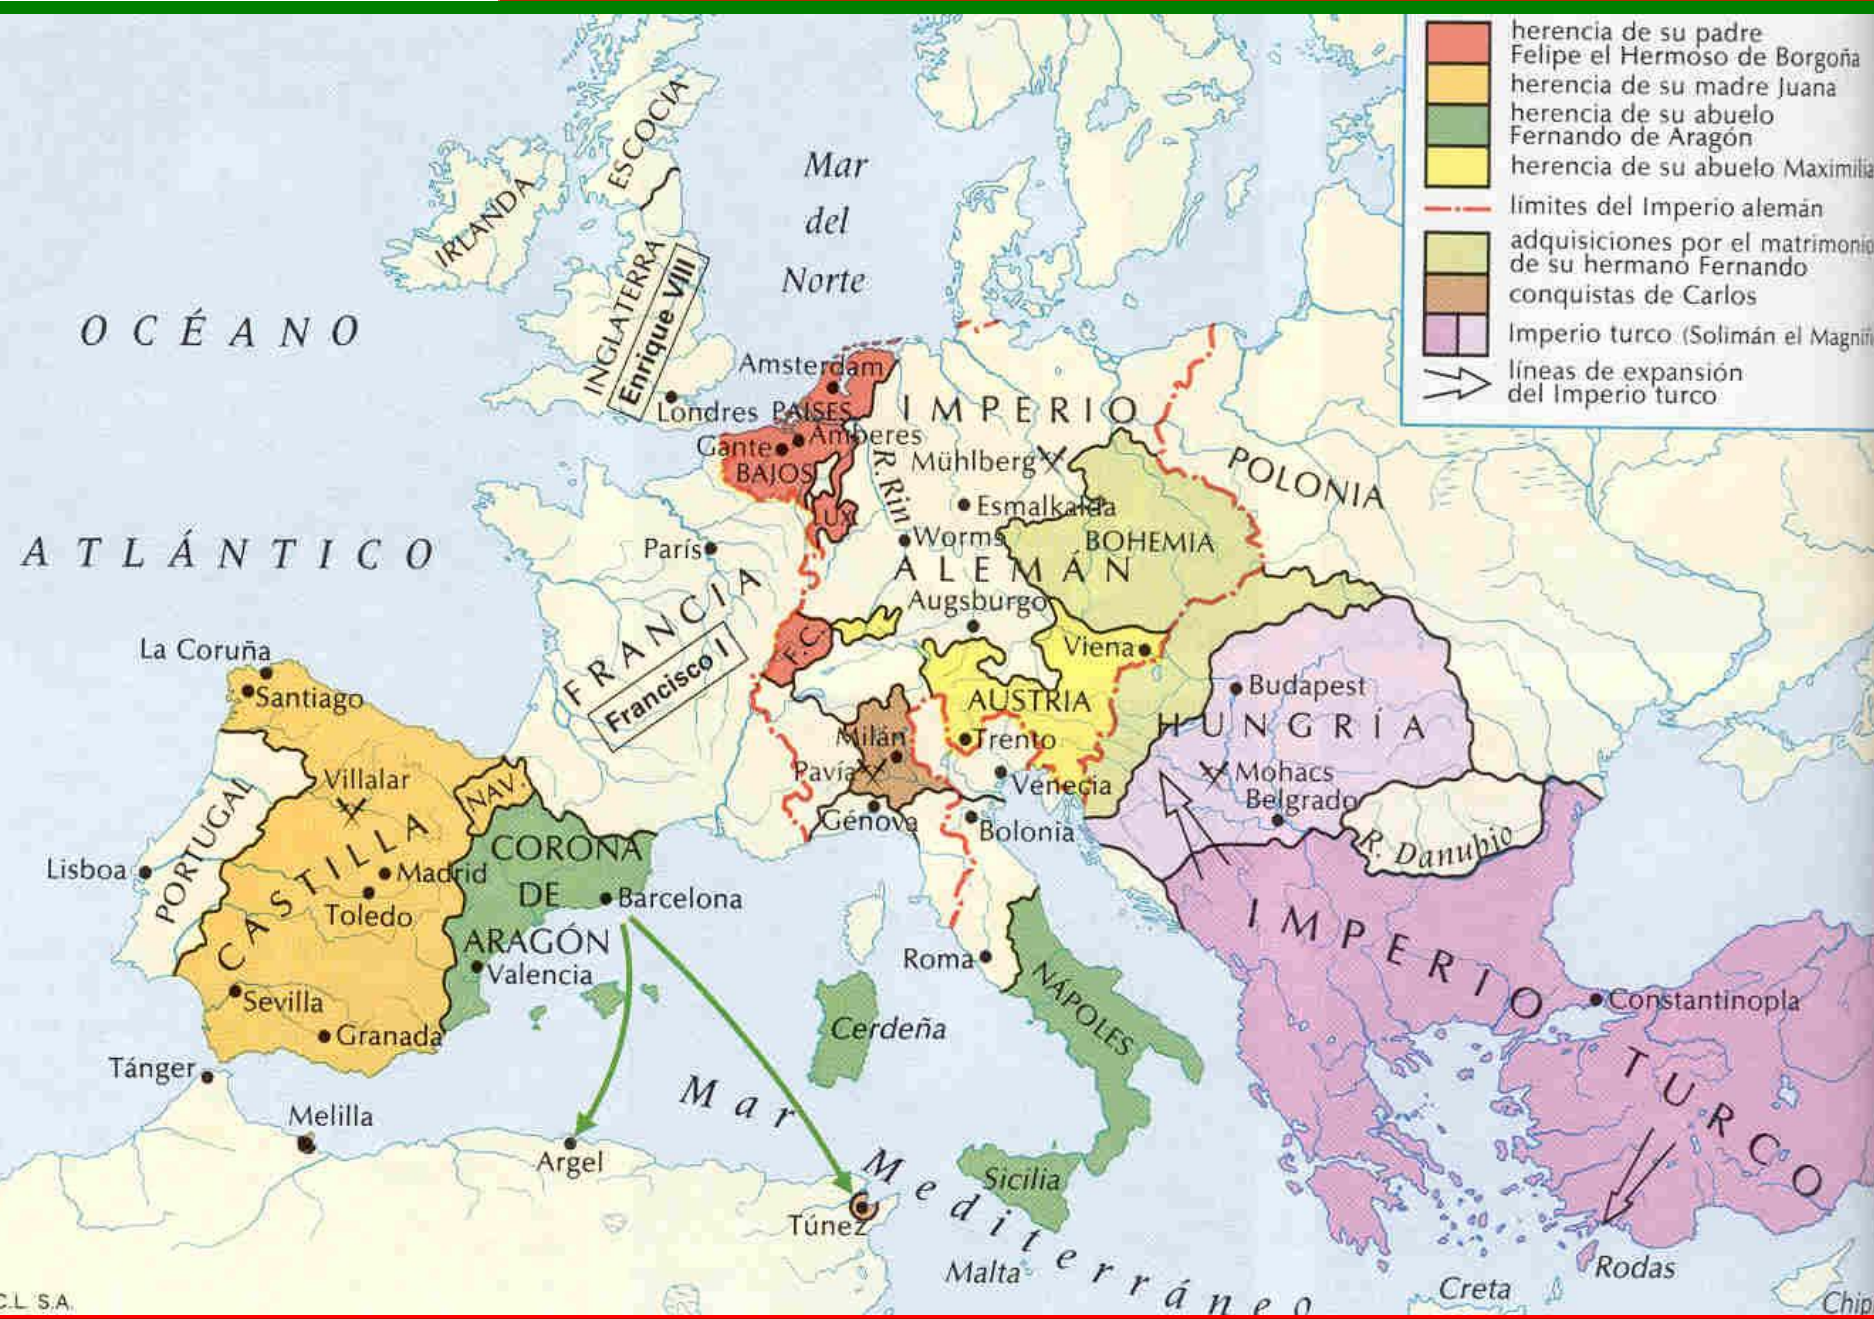 herencia de su padre
Felipe el Hermoso de Borgoña
herencia de su madre Juana
herencia de su abuelo
Fernando de Aragón
herencia de su abuelo
límites del Imperio alemán
adquisiciones por el matrimonio
de su hermano Fernando
conquistas de Carlos
Imperio turco (Solimán el
líneas de expansión
del Imperio turco
ESCOCIA
IRLANDA
INGLATERRA
Enrique VIII
Londres
Mar
del
Norte
OCÉANO
ATLÁNTICO
Amsterdam
PAISES
Amberes
Gante
BAJOS
LUX
R. Rin
IMPERIO
Mühlberg
Esmalkalda
Worms
ALEMÁN
Augsburgo
BOHEMIA
POLONIA
París
FRANCIA
Francisco I
F.C.
Viena
AUSTRIA
Trento
Milán
Pavía
Venecia
Génova
Bolonia
Budapest
HUNGRÍA
Mohacs
Belgrado
R. Danubio
La Coruña
Santiago
Villalar
NAV.
PORTUGAL
Lisboa
CASTILLA
Madrid
Toledo
CORONA
DE
ARAGÓN
Barcelona
Valencia
Sevilla
Granada
Tánger
Melilla
Argel
Túnez
Roma
NÁPOLES
Cerdeña
Sicilia
Malta
Mar
Mediterráneo
IMPERIO
TURCO
Constantinopla
Rodas
Creta
C.L. S.A.